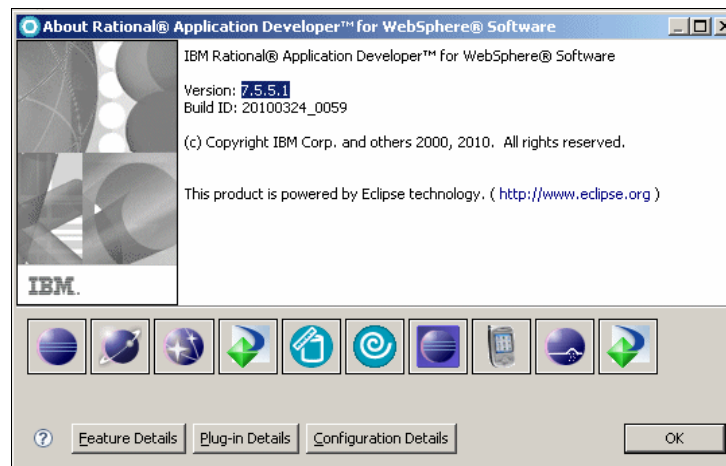 About Rational® Application Developer™ for WebSphere® Software
IBM Rational® Application Developer™ for WebSphere® Software
Version: 7.5.5.1
Build ID: 20100324_0059
(c) Copyright IBM Corp. and others 2000, 2010.  All rights reserved.
This product is powered by Eclipse technology. ( http://www.eclipse.org )
IBM.
? Feature Details Plug-in Details Configuration Details OK